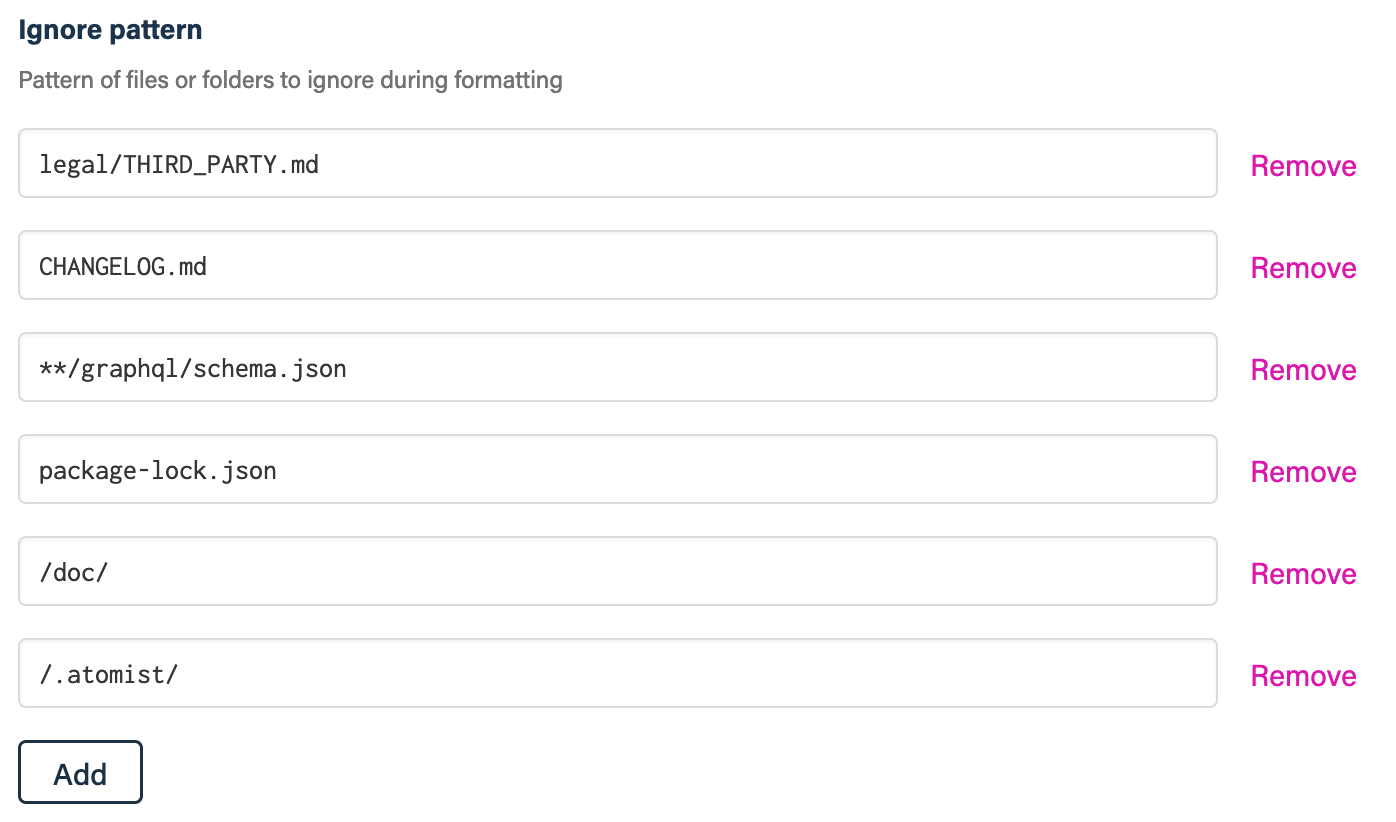 Ignore pattern
Pattern of files or folders to ignore during formatting
legal/THIRD_PARTY.md Remove
CHANGELOG.md Remove
**/graphql/schema.json Remove
package-lock.json Remove
/doc/ Remove
/.atomist/ Remove
Add